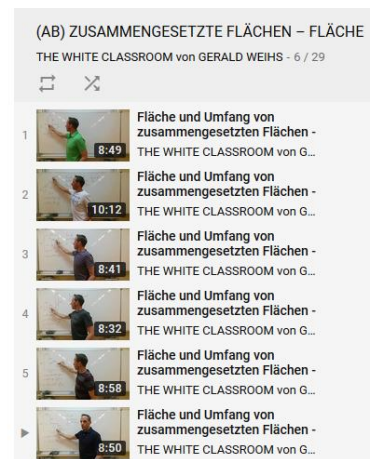 (AB) ZUSAMMENGESETZTE FLÄCHEN – FLÄCHE
THE WHITE CLASSROOM von GERALD WEIHS - 6 / 29
1
Fläche und Umfang von
zusammengesetzten Flächen -
THE WHITE CLASSROOM von G…
8:49
2
Fläche und Umfang von
zusammengesetzten Flächen -
THE WHITE CLASSROOM von G…
10:12
3
Fläche und Umfang von
zusammengesetzten Flächen -
THE WHITE CLASSROOM von G…
8:41
4
Fläche und Umfang von
zusammengesetzten Flächen -
THE WHITE CLASSROOM von G…
8:32
5
Fläche und Umfang von
zusammengesetzten Flächen -
THE WHITE CLASSROOM von G…
8:58
Fläche und Umfang von
zusammengesetzten Flächen -
THE WHITE CLASSROOM von G…
8:50